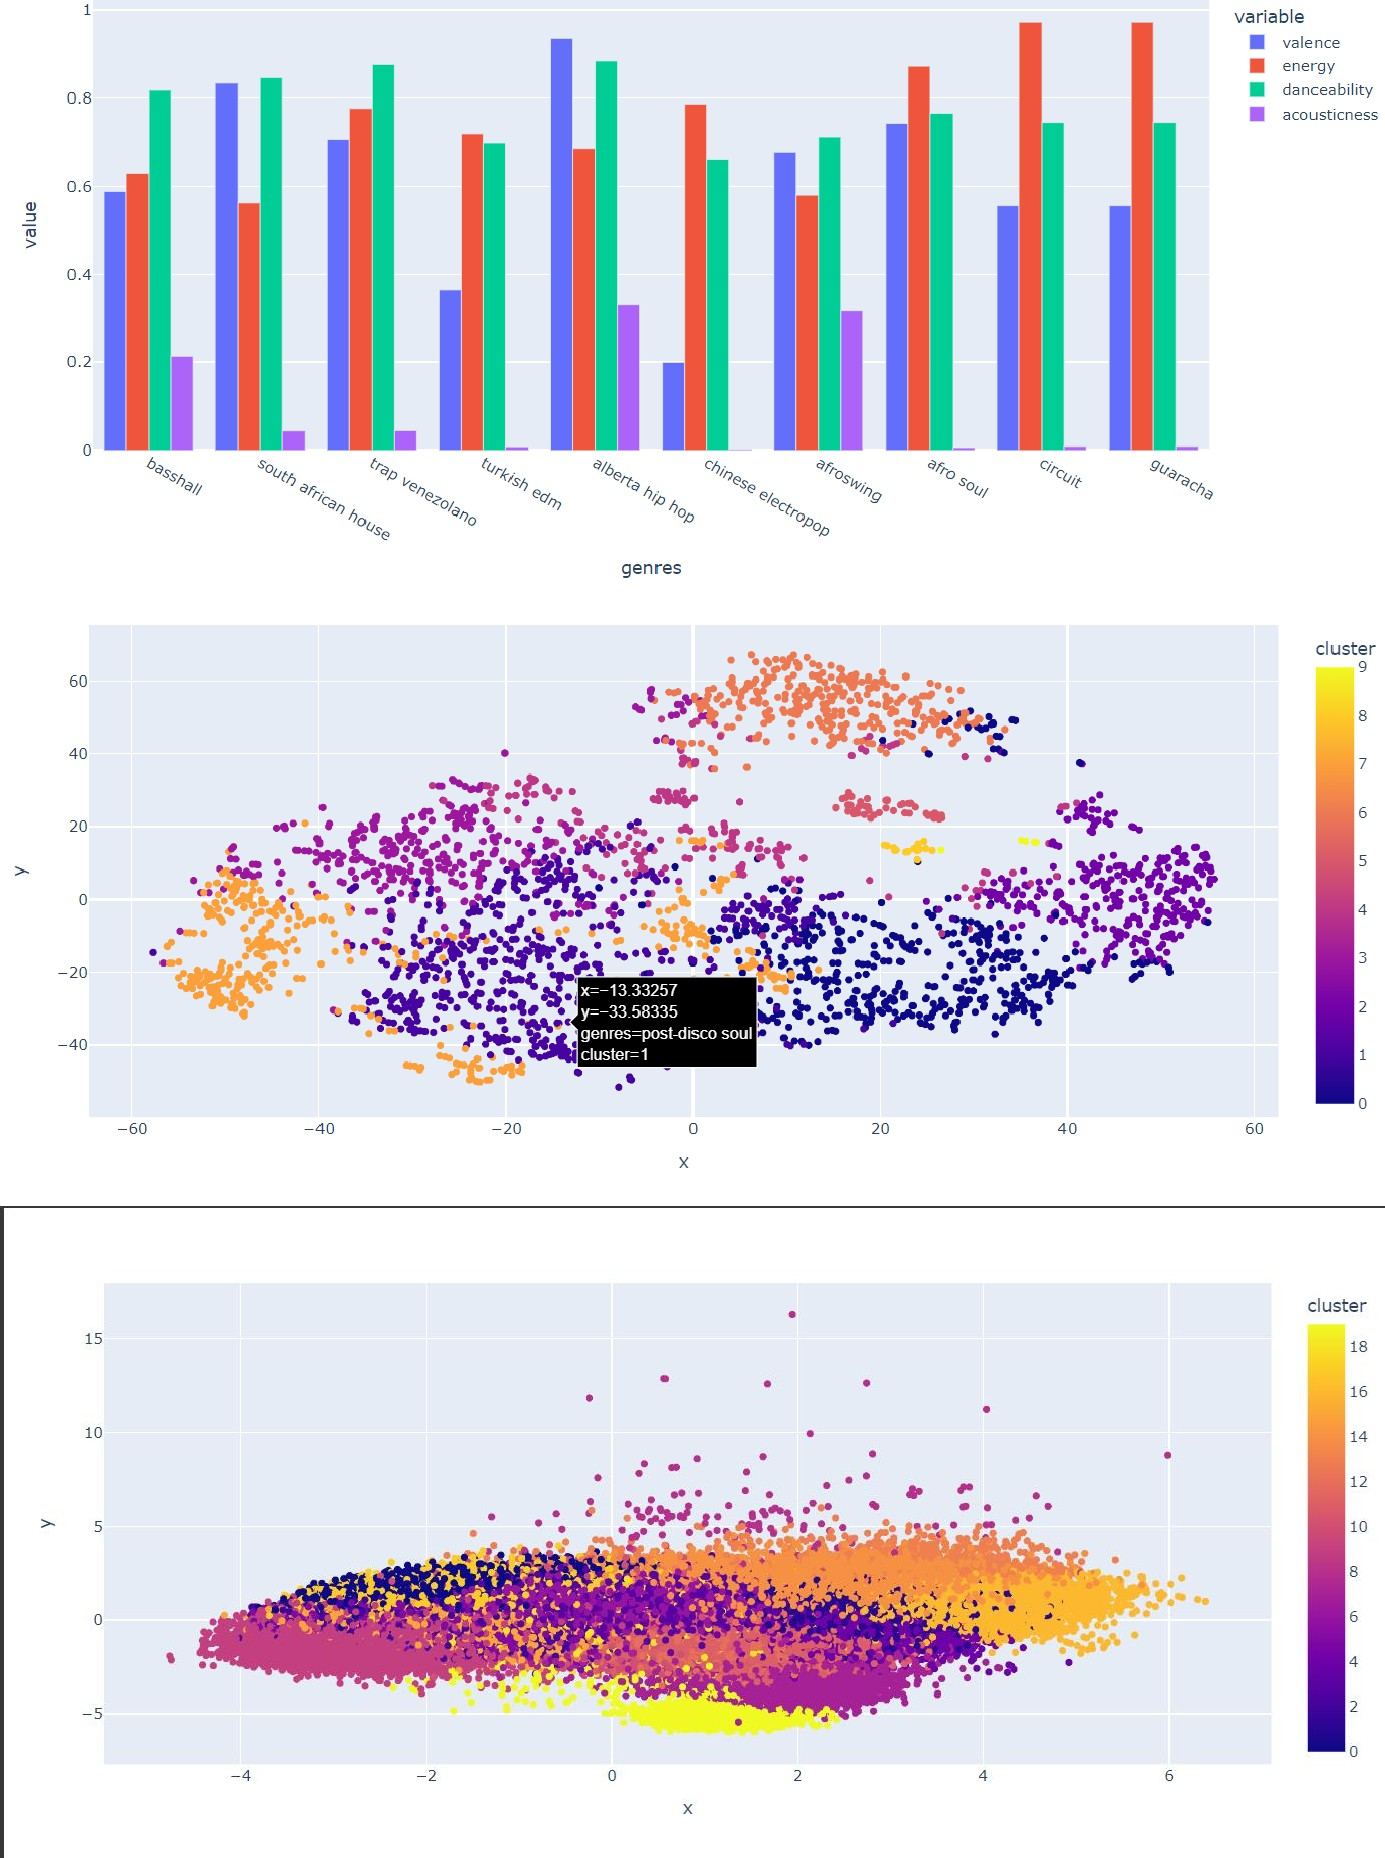 variable
valence
energy
danceability
acousticness
1
0.8
0.6
0.4
0.2
0
value
basshall
south african house
trap venezolano
turkish edm
alberta hip hop
chinese electropop
afroswing
afro soul
circuit
guaracha
genres
cluster
9
8
7
6
5
4
3
2
1
0
60
40
20
0
−20
−40
y
x=−13.33257
y=−33.58335
genres=post-disco soul
cluster=1
−60
−40
−20
0
20
40
60
x
cluster
18
16
14
12
10
8
6
4
2
0
15
10
5
0
−5
y
−4
−2
0
2
4
6
x